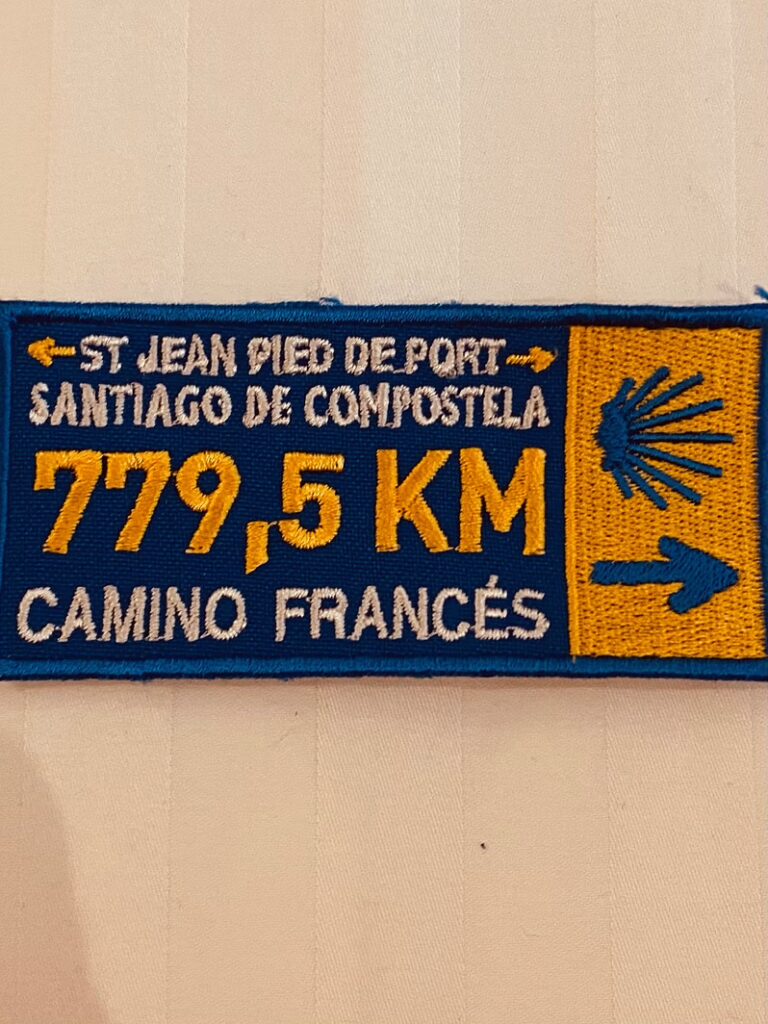 ST JEAN PIED DE PORT
SANTIAGO DE COMPOSTELA
779,5 KM
CAMINO FRANCÉS